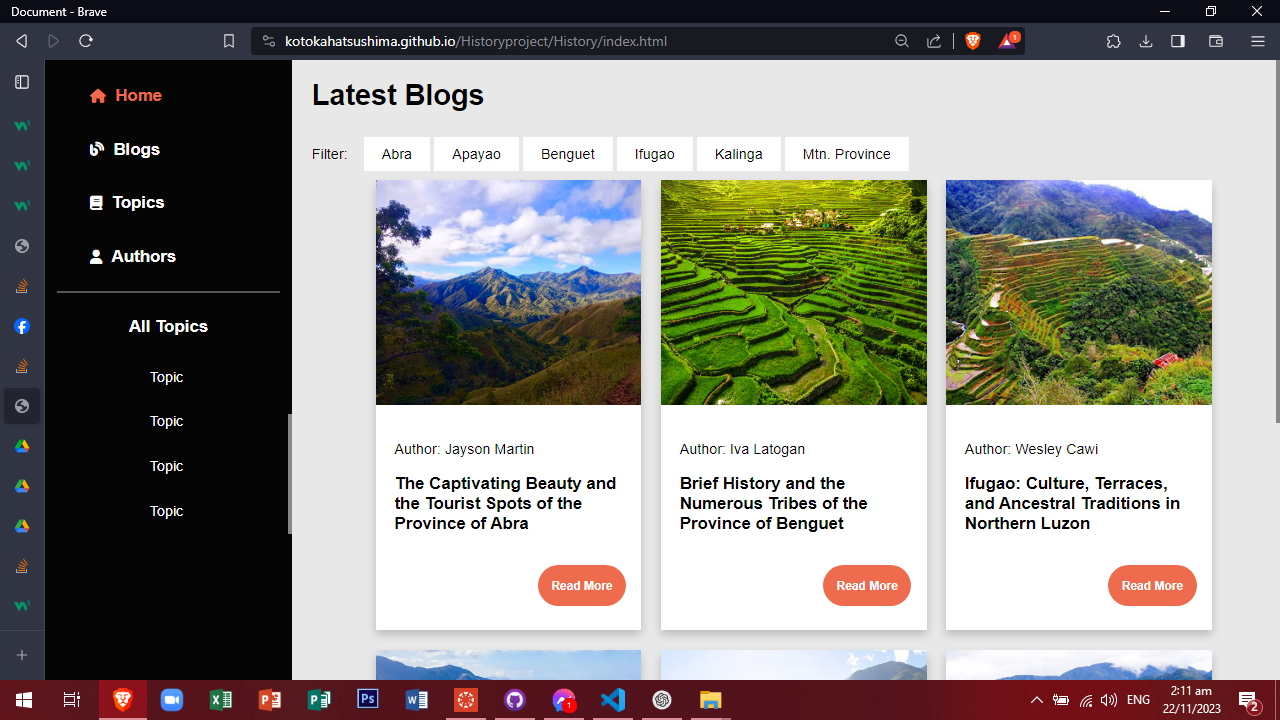 Document - Brave
kotokahatsushima.github.io/Historyproject/History/index.html
1
Home
Blogs
Topics
Authors
All Topics
Topic
Topic
Topic
Topic
Latest Blogs
Filter: Abra Apayao Benguet Ifugao Kalinga Mtn. Province
Author: Jayson Martin
The Captivating Beauty and
the Tourist Spots of the
Province of Abra
Read More
Author: Iva Latogan
Brief History and the
Numerous Tribes of the
Province of Benguet
Read More
Author: Wesley Cawi
Ifugao: Culture, Terraces,
and Ancestral Traditions in
Northern Luzon
Read More
1
ENG
2:11 am
22/11/2023
2